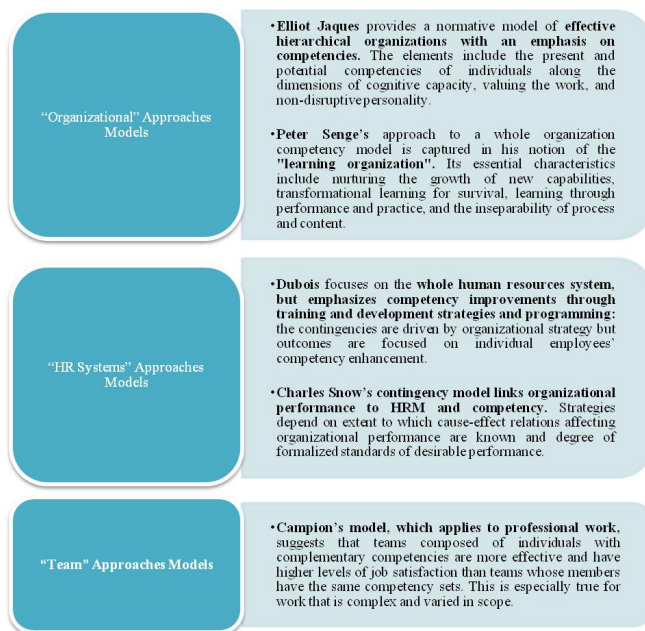 “Organizational” Approaches
Models
•Elliot Jaques provides a normative model of effective
hierarchical organizations with an emphasis on
competencies. The elements include the present and
potential competencies of individuals along the
dimensions of cognitive capacity, valuing the work, and
non-disruptive personality.
•Peter Senge’s approach to a whole organization
competency model is captured in his notion of the
"learning organization". Its essential characteristics
include nurturing the growth of new capabilities,
transformational learning for survival, learning through
performance and practice, and the inseparability of process
and content.
“HR Systems” Approaches
Models
•Dubois focuses on the whole human resources system,
but emphasizes competency improvements through
training and development strategies and programming:
the contingencies are driven by organizational strategy but
outcomes are focused on individual employees’
competency enhancement.
•Charles Snow’s contingency model links organizational
performance to HRM and competency. Strategies
depend on extent to which cause-effect relations affecting
organizational performance are known and degree of
formalized standards of desirable performance.
“Team” Approaches Models
•Campion’s model, which applies to professional work,
suggests that teams composed of individuals with
complementary competencies are more effective and have
higher levels of job satisfaction than teams whose members
have the same competency sets. This is especially true for
work that is complex and varied in scope.